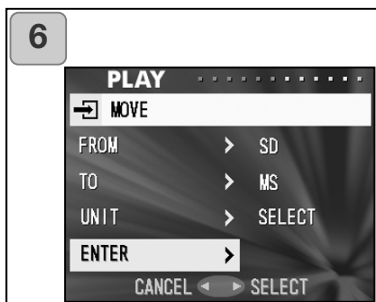 6
PLAY
MOVE
FROM > SD
TO > MS
UNIT > SELECT
ENTER >
CANCEL ◄ ► SELECT